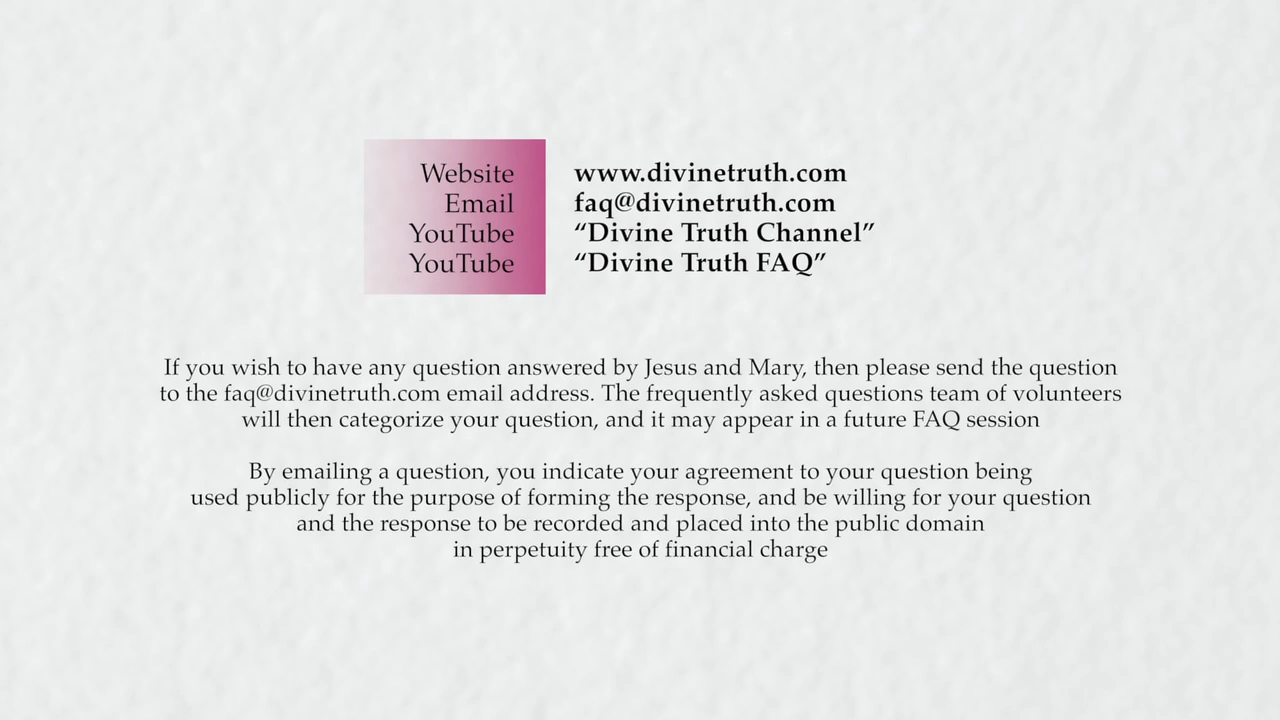 Website www.divinetruth.com
Email faq@divinetruth.com
YouTube “Divine Truth Channel”
YouTube “Divine Truth FAQ”
If you wish to have any question answered by Jesus and Mary, then please send the question
to the faq@divinetruth.com email address. The frequently asked questions team of volunteers
will then categorize your question, and it may appear in a future FAQ session
By emailing a question, you indicate your agreement to your question being
used publicly for the purpose of forming the response, and be willing for your question
and the response to be recorded and placed into the public domain
in perpetuity free of financial charge